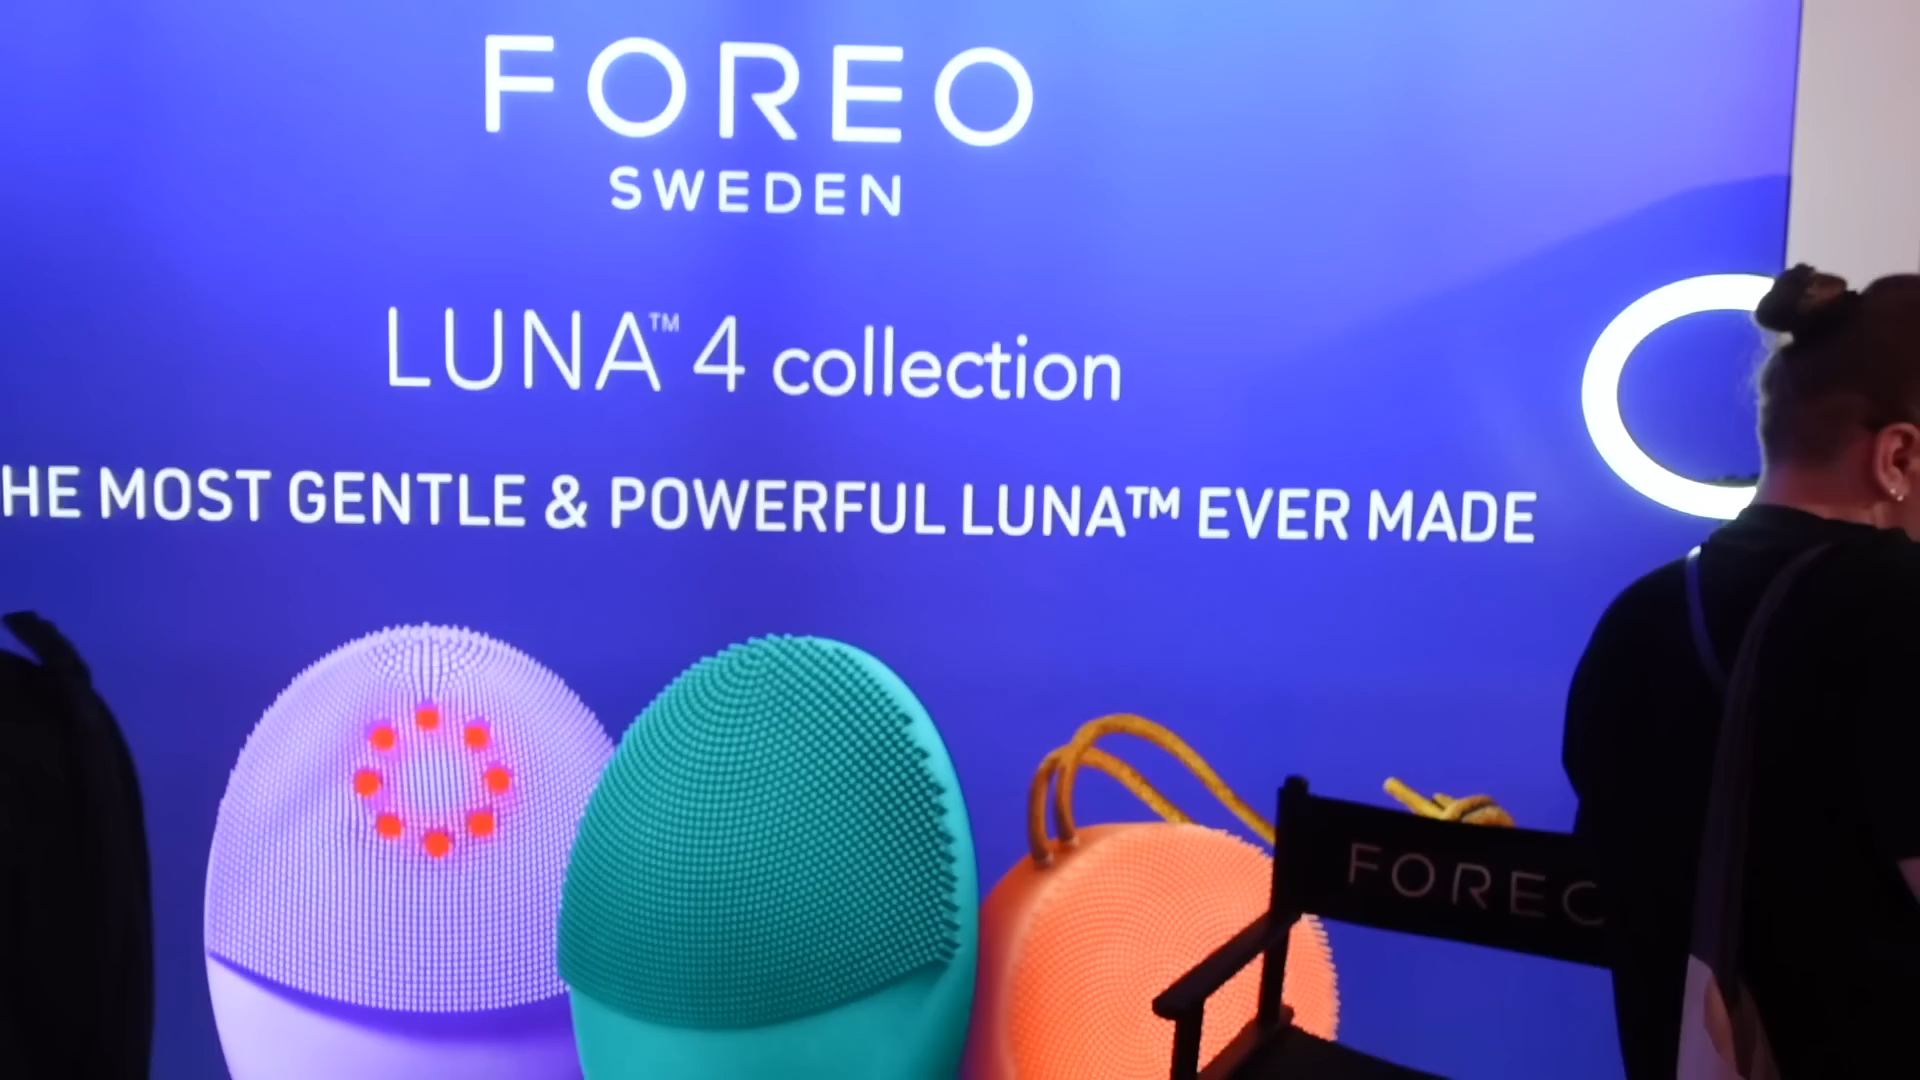 FOREO
SWEDEN
LUNA™ 4 collection
HE MOST GENTLE & POWERFUL LUNA™ EVER MADE
FOREO